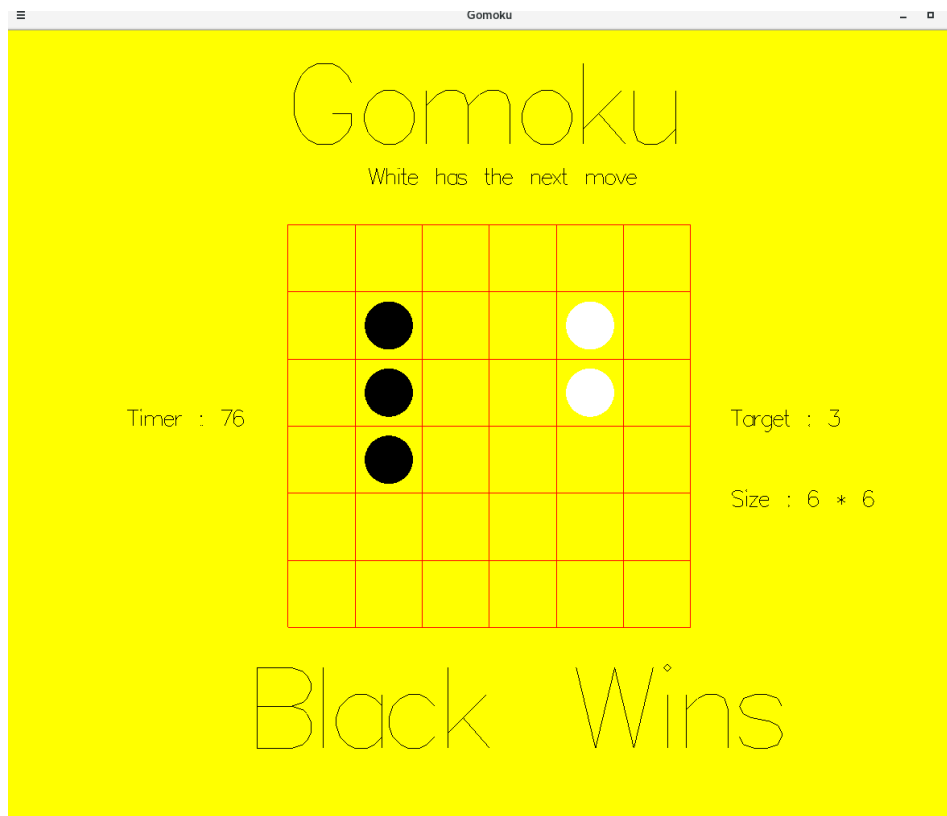 Gomoku
Gomoku
White has the next move
Timer : 76
Target : 3
Size : 6 * 6
Black Wins